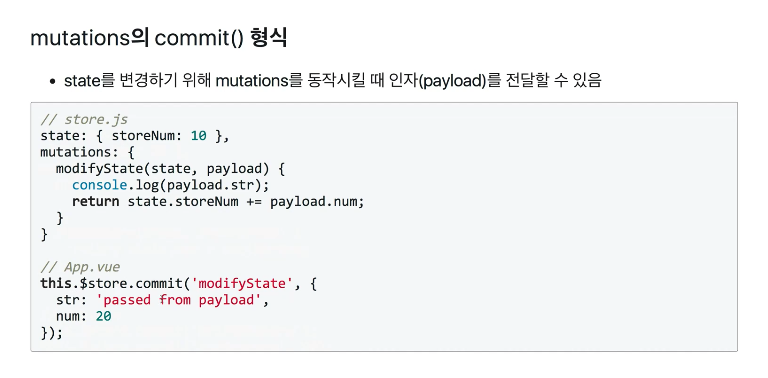 mutations의 commit() 형식
• state를 변경하기 위해 mutations를 동작시킬 때 인자(payload)를 전달할 수 있음
// store.js
state: { storeNum: 10 },
mutations: {
  modifyState(state, payload) {
    console.log(payload.str);
    return state.storeNum += payload.num;
  }
}
// App.vue
this.$store.commit('modifyState', {
  str: 'passed from payload',
  num: 20
});